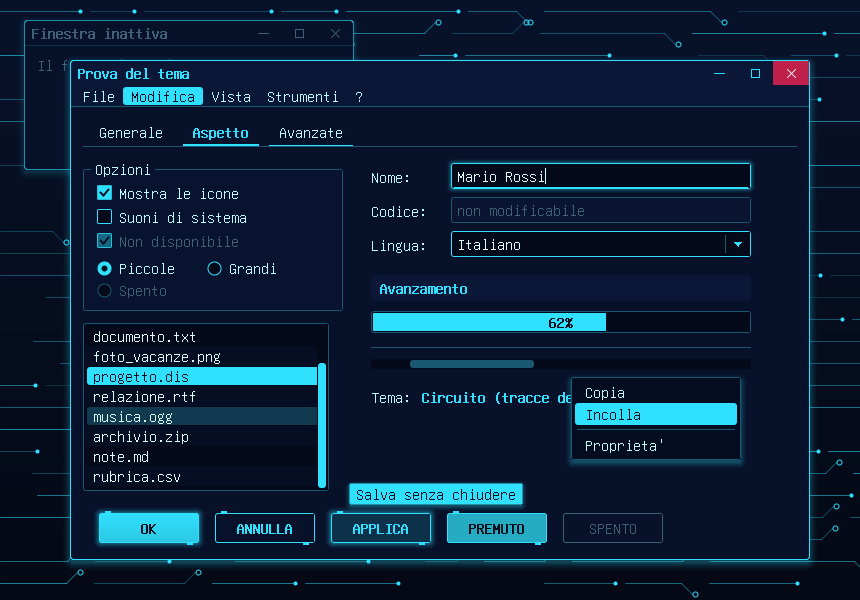 Finestra inattiva
Il f
Prova del tema
File Modifica Vista Strumenti ?
Generale Aspetto Avanzate
Opzioni
Mostra le icone
Suoni di sistema
Non disponibile
Piccole Grandi
Spento
Nome: Mario Rossi
Codice: non modificabile
Lingua: Italiano
Avanzamento
62%
documento.txt
foto_vacanze.png
progetto.dis
relazione.rtf
musica.ogg
archivio.zip
note.md
rubrica.csv
Tema: Circuito (tracce de
Copia
Incolla
Proprieta'
Salva senza chiudere
OK ANNULLA APPLICA PREMUTO SPENTO